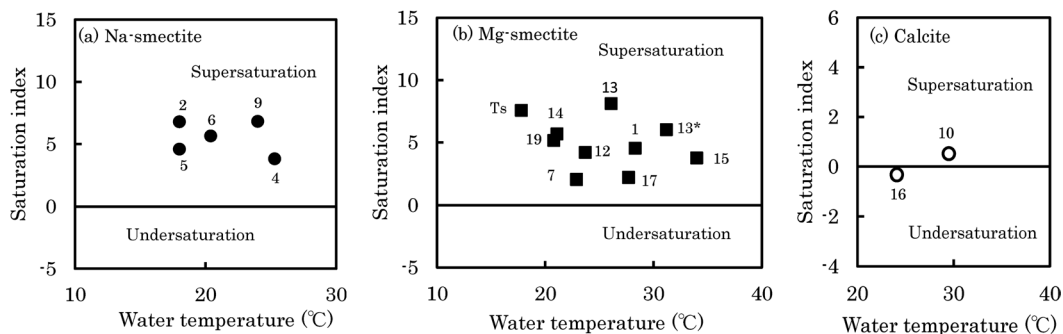 (a) Na-smectite
Supersaturation
Undersaturation
2
6
9
5
4
15
10
5
0
-5
10
20
30
Saturation index
Water temperature (℃)
(b) Mg-smectite
Supersaturation
Undersaturation
Ts
14
13
19
12
1
13*
15
7
17
15
10
5
0
-5
10
20
30
40
Saturation index
Water temperature (℃)
(c) Calcite
Supersaturation
Undersaturation
10
16
6
4
2
0
-2
-4
20
30
40
Saturation index
Water temperature (℃)